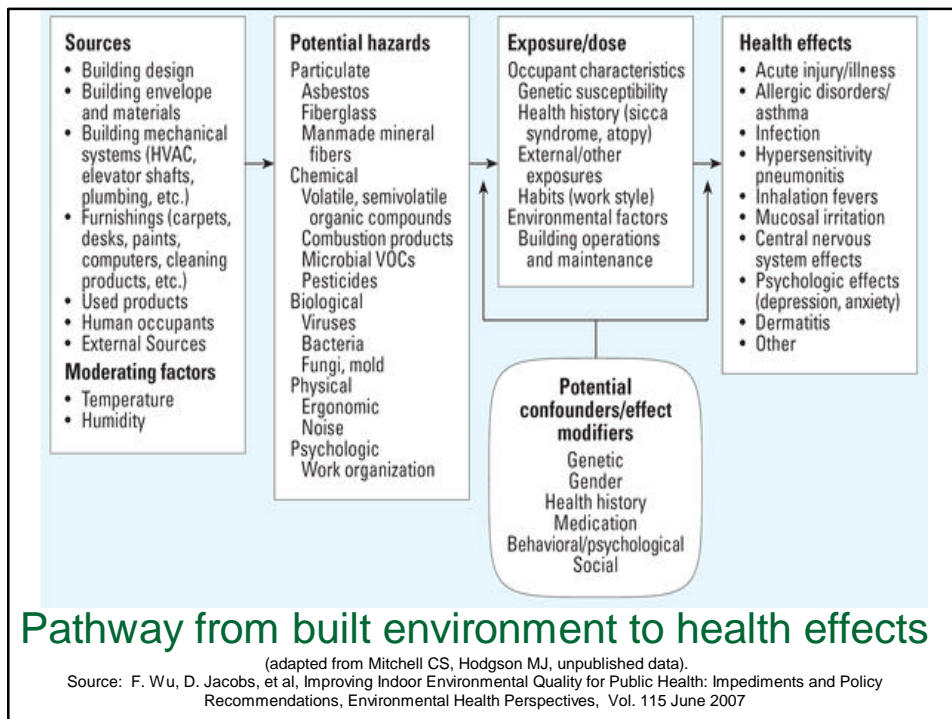 Sources
• Building design
• Building envelope
and materials
• Building mechanical
systems (HVAC,
elevator shafts,
plumbing, etc.)
• Furnishings (carpets,
desks, paints,
computers, cleaning
products, etc.)
• Used products
• Human occupants
• External Sources
Moderating factors
• Temperature
• Humidity
Potential hazards
Particulate
Asbestos
Fiberglass
Manmade mineral
fibers
Chemical
Volatile, semivolatile
organic compounds
Combustion products
Microbial VOCs
Pesticides
Biological
Viruses
Bacteria
Fungi, mold
Physical
Ergonomic
Noise
Psychologic
Work organization
Exposure/dose
Occupant characteristics
Genetic susceptibility
Health history (sicca
syndrome, atopy)
External/other
exposures
Habits (work style)
Environmental factors
Building operations
and maintenance
Health effects
• Acute injury/illness
• Allergic disorders/
asthma
• Infection
• Hypersensitivity
pneumonitis
• Inhalation fevers
• Mucosal irritation
• Central nervous
system effects
• Psychologic effects
(depression, anxiety)
• Dermatitis
• Other
Potential
confounders/effect
modifiers
Genetic
Gender
Health history
Medication
Behavioral/psychological
Social
Pathway from built environment to health effects
(adapted from Mitchell CS, Hodgson MJ, unpublished data).
Source: F. Wu, D. Jacobs, et al, Improving Indoor Environmental Quality for Public Health: Impediments and Policy
Recommendations, Environmental Health Perspectives, Vol. 115 June 2007